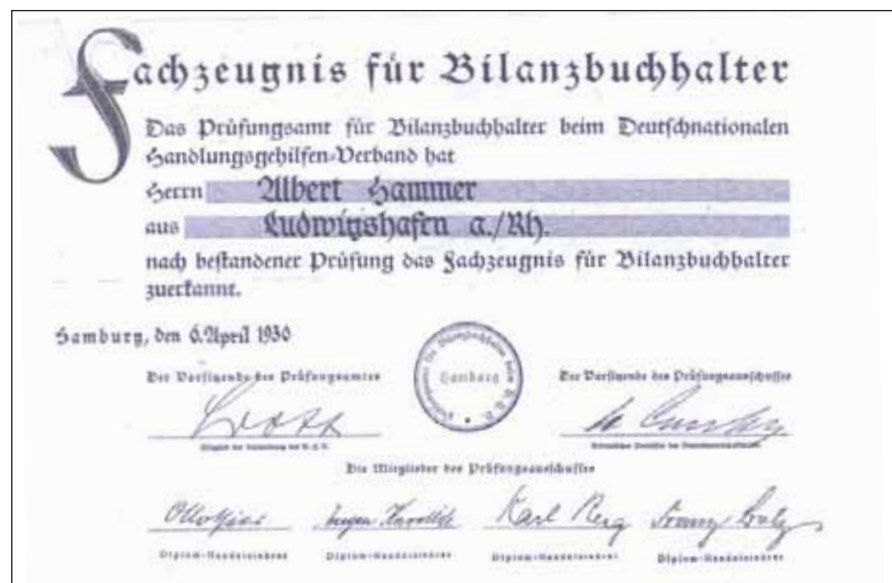 Fachzeugnis für Bilanzbuchhalter
Das Prüfungsamt für Bilanzbuchhalter beim Deutschnationalen
Handlungsgehilfen-Verband hat
Herrn Albert Hammer
aus Ludwigshafen a./Rh.
nach bestandener Prüfung das Fachzeugnis für Bilanzbuchhalter
zuerkannt.
Hamburg, den 6. April 1930
Der Vorsitzende des Prüfungsamtes
Hamburg
Der Vorsitzende des Prüfungsausschusses
Die Mitglieder des Prüfungsausschusses
Karl Berg
Diplom-Handelslehrer
Diplom-Handelslehrer
Diplom-Handelslehrer
Diplom-Handelslehrer